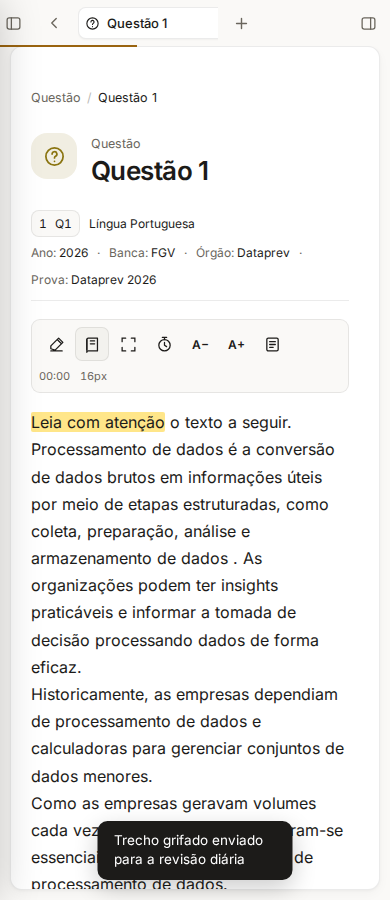 Questão 1
Questão / Questão 1
Questão
Questão 1
1 Q1 Língua Portuguesa
Ano: 2026 · Banca: FGV · Órgão: Dataprev ·
Prova: Dataprev 2026
A− A+
00:00 16px
Leia com atenção o texto a seguir.
Processamento de dados é a conversão
de dados brutos em informações úteis
por meio de etapas estruturadas, como
coleta, preparação, análise e
armazenamento de dados . As
organizações podem ter insights
praticáveis e informar a tomada de
decisão processando dados de forma
eficaz.
Historicamente, as empresas dependiam
de processamento de dados e
calculadoras para gerenciar conjuntos de
dados menores.
Como as empresas geravam volumes
cada
essencia de
processamento de dados.
Trecho grifado enviado
para a revisão diária